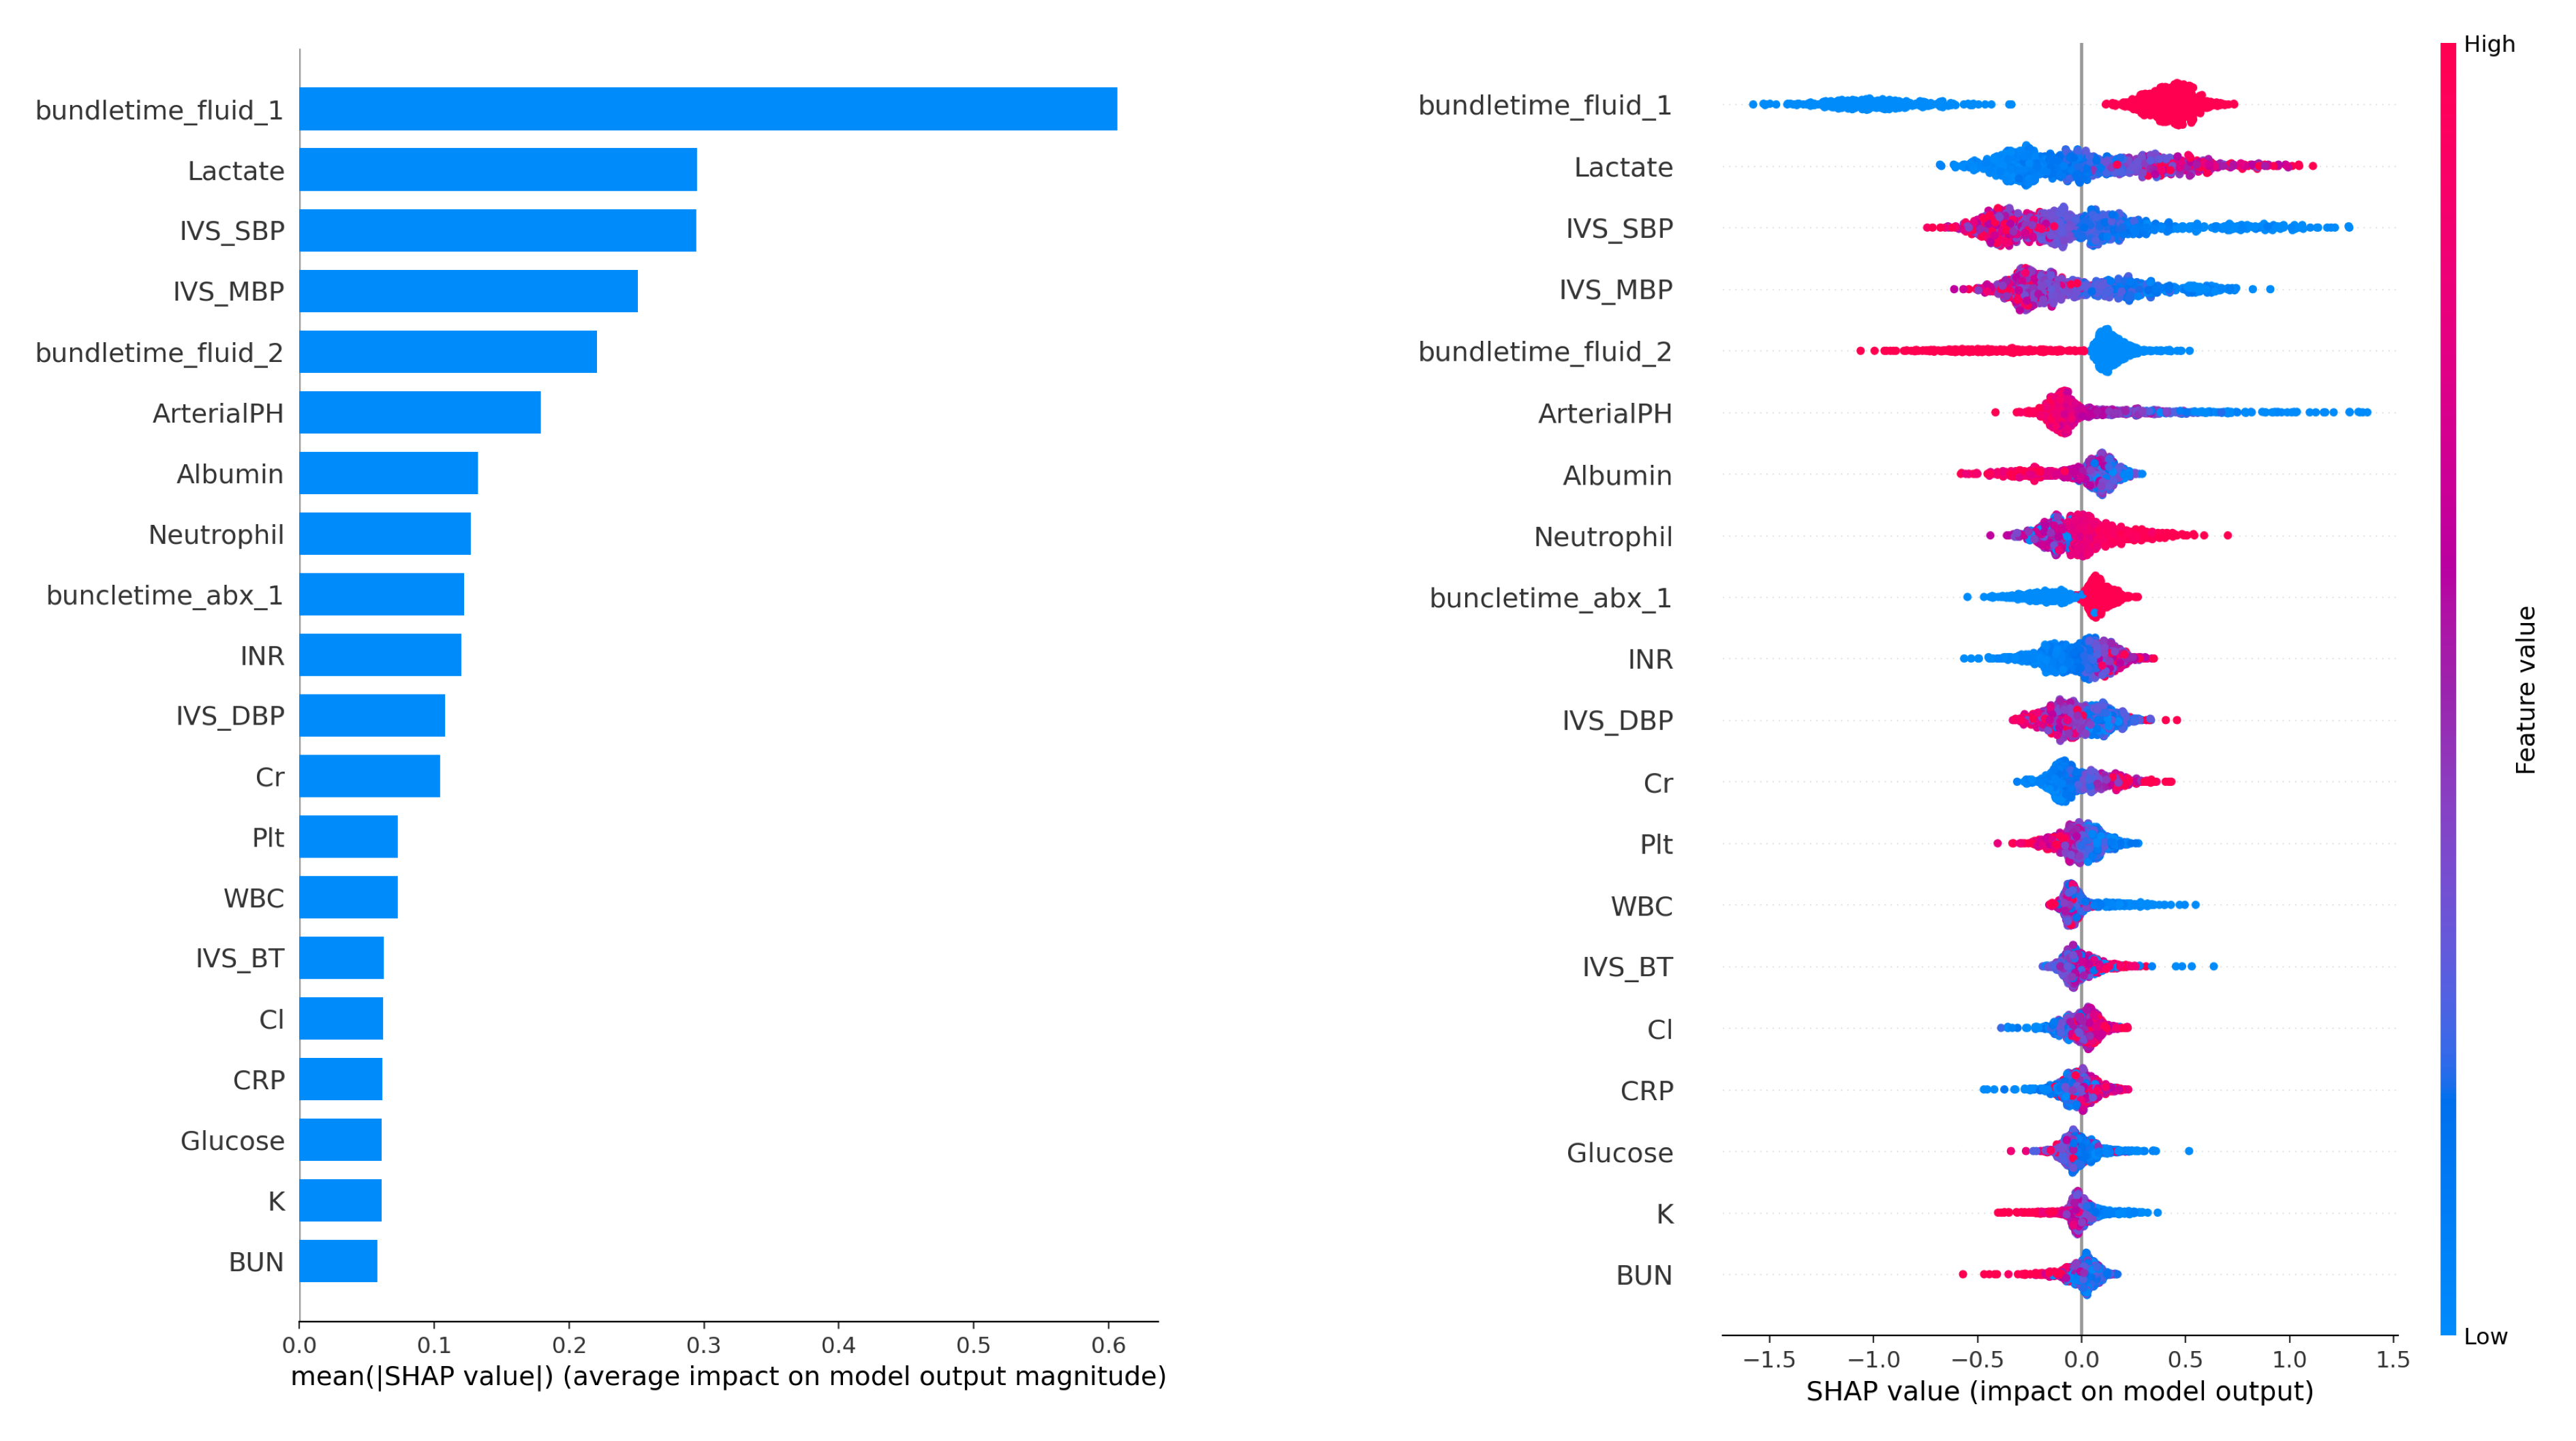 bundletime_fluid_1
Lactate
IVS_SBP
IVS_MBP
bundletime_fluid_2
ArterialPH
Albumin
Neutrophil
buncletime_abx_1
INR
IVS_DBP
Cr
Plt
WBC
IVS_BT
Cl
CRP
Glucose
K
BUN
0.0 0.1 0.2 0.3 0.4 0.5 0.6
mean(|SHAP value|) (average impact on model output magnitude)
bundletime_fluid_1
Lactate
IVS_SBP
IVS_MBP
bundletime_fluid_2
ArterialPH
Albumin
Neutrophil
buncletime_abx_1
INR
IVS_DBP
Cr
Plt
WBC
IVS_BT
Cl
CRP
Glucose
K
BUN
−1.5 −1.0 −0.5 0.0 0.5 1.0 1.5
SHAP value (impact on model output)
High
Feature value
Low